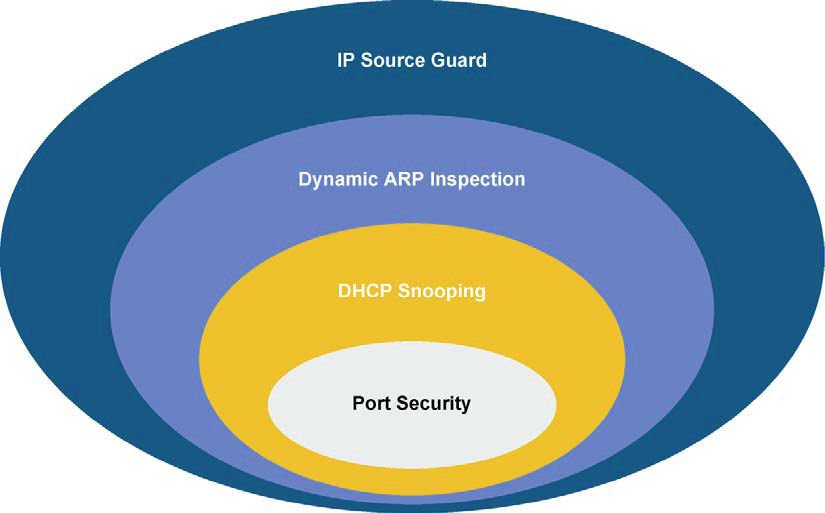 IP Source Guard
Dynamic ARP Inspection
DHCP Snooping
Port Security